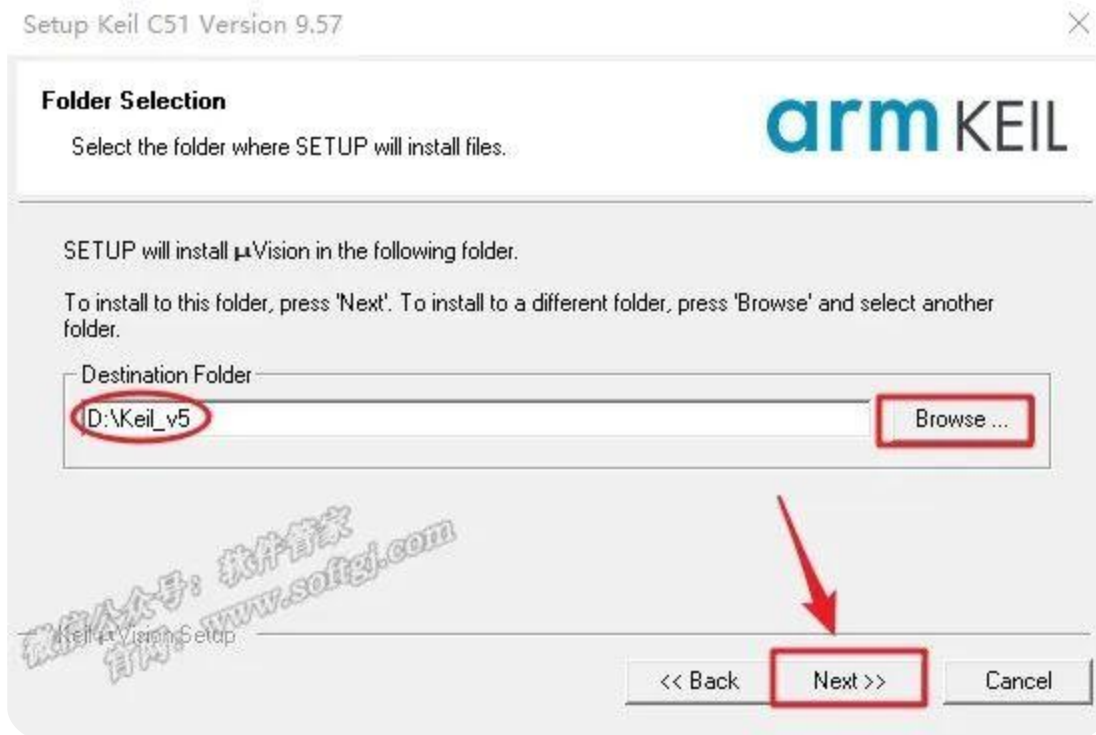 Setup Keil C51 Version 9.57
Folder Selection
Select the folder where SETUP will install files.
arm KEIL
SETUP will install µVision in the following folder.
To install to this folder, press 'Next'. To install to a different folder, press 'Browse' and select another
folder.
Destination Folder
D:\Keil_v5
Browse ...
微信公众号：软件管家
官网：www.softgj.com
Keil µVision Setup
<< Back
Next >>
Cancel